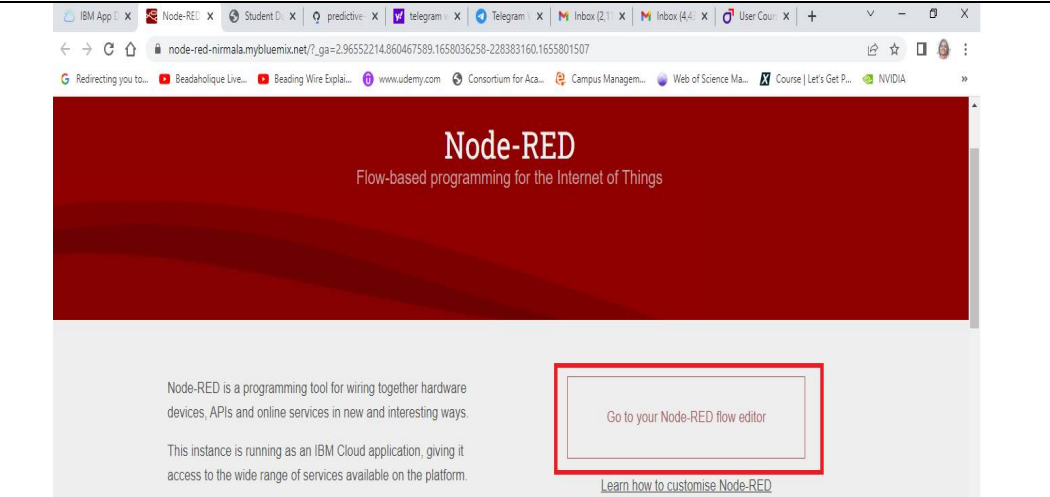 IBM App D
Node-RED
Student Da
predictive-
telegram w
Telegram
Inbox (2,1
Inbox (4,4
User Coun
node-red-nirmala.mybluemix.net/?_ga=2.96552214.860467589.1658036258-228383160.1655801507
Redirecting you to...
Beadaholique Live...
Beading Wire Explai...
www.udemy.com
Consortium for Aca...
Campus Managem...
Web of Science Ma...
Course | Let's Get P...
NVIDIA
Node-RED
Flow-based programming for the Internet of Things
Node-RED is a programming tool for wiring together hardware
devices, APIs and online services in new and interesting ways.
This instance is running as an IBM Cloud application, giving it
access to the wide range of services available on the platform.
Go to your Node-RED flow editor
Learn how to customise Node-RED